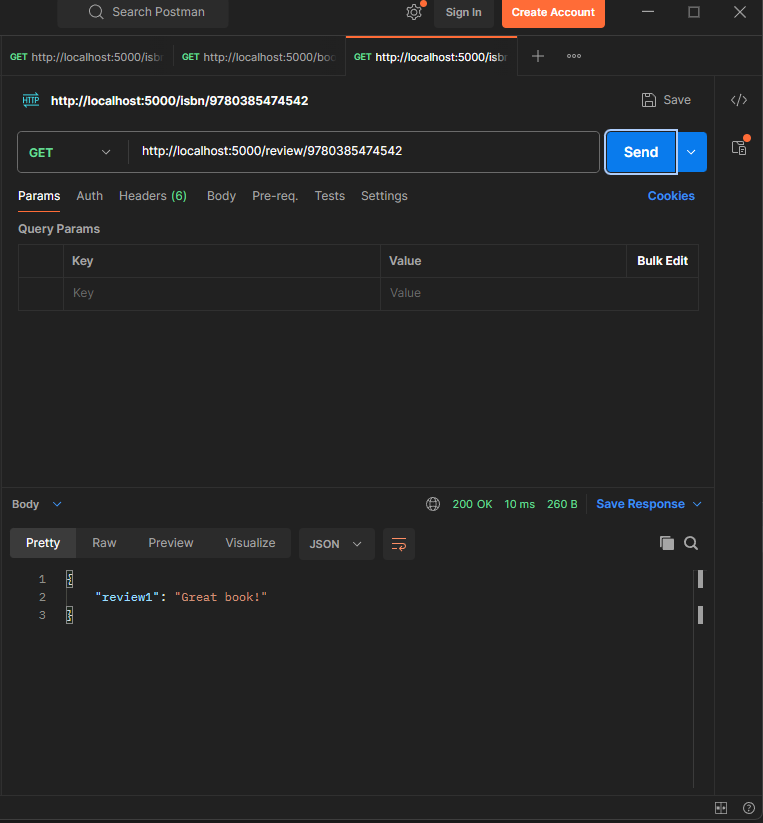 Search Postman Sign In Create Account
GET http://localhost:5000/isbn GET http://localhost:5000/boo GET http://localhost:5000/isbn
HTTP http://localhost:5000/isbn/9780385474542 Save </>
GET http://localhost:5000/review/9780385474542 Send
Params Auth Headers (6) Body Pre-req. Tests Settings Cookies
Query Params
Key Value Bulk Edit
Key Value
Body 200 OK 10 ms 260 B Save Response
Pretty Raw Preview Visualize JSON
1 {
2 "review1": "Great book!"
3 }